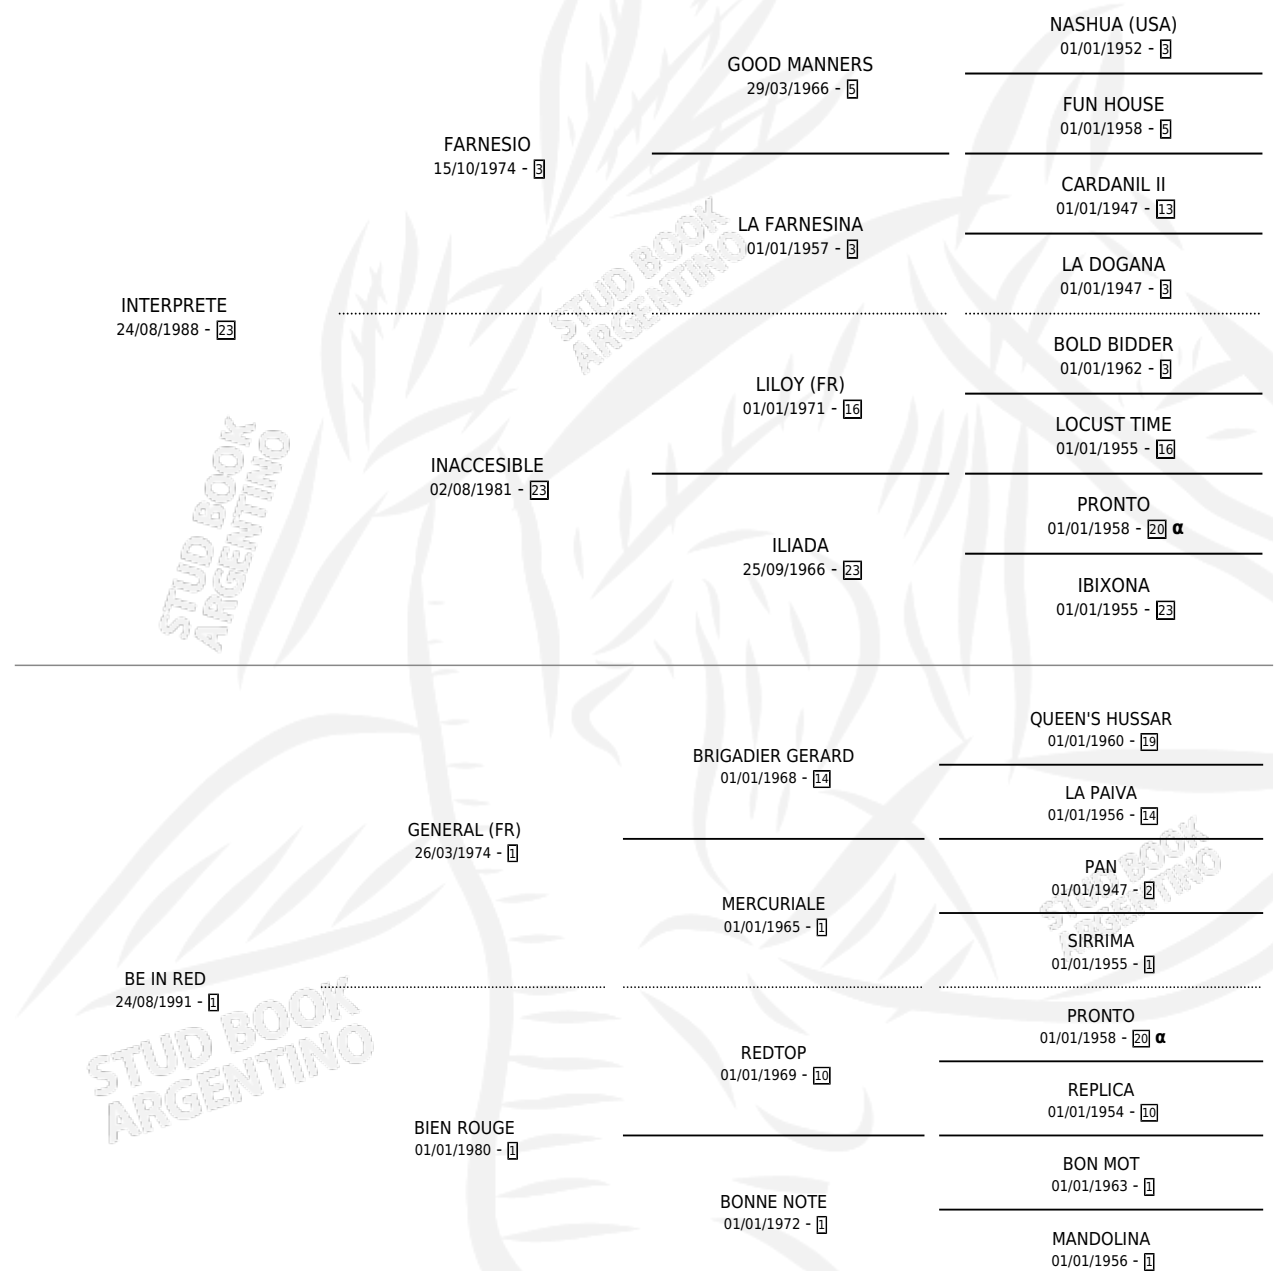 NASHUA (USA)
01/01/1952 - 3
GOOD MANNERS
29/03/1966 - 5
FUN HOUSE
01/01/1958 - 5
FARNESIO
15/10/1974 - 3
CARDANIL II
01/01/1947 - 13
LA FARNESINA
01/01/1957 - 3
LA DOGANA
01/01/1947 - 3
INTERPRETE
24/08/1988 - 23
BOLD BIDDER
01/01/1962 - 3
LILOY (FR)
01/01/1971 - 16
LOCUST TIME
01/01/1955 - 16
INACCESIBLE
02/08/1981 - 23
PRONTO
01/01/1958 - 20 α
ILIADA
25/09/1966 - 23
IBIXONA
01/01/1955 - 23
STUD BOOK
ARGENTINO
STUD BOOK
ARGENTINO
QUEEN'S HUSSAR
01/01/1960 - 19
BRIGADIER GERARD
01/01/1968 - 14
LA PAIVA
01/01/1956 - 14
GENERAL (FR)
26/03/1974 - 1
PAN
01/01/1947 - 2
MERCURIALE
01/01/1965 - 1
SIRRIMA
01/01/1955 - 1
BE IN RED
24/08/1991 - 1
PRONTO
01/01/1958 - 20 α
REDTOP
01/01/1969 - 10
REPLICA
01/01/1954 - 10
BIEN ROUGE
01/01/1980 - 1
BON MOT
01/01/1963 - 1
BONNE NOTE
01/01/1972 - 1
MANDOLINA
01/01/1956 - 1
STUD BOOK
ARGENTINO
STUD BOOK
ARGENTINO